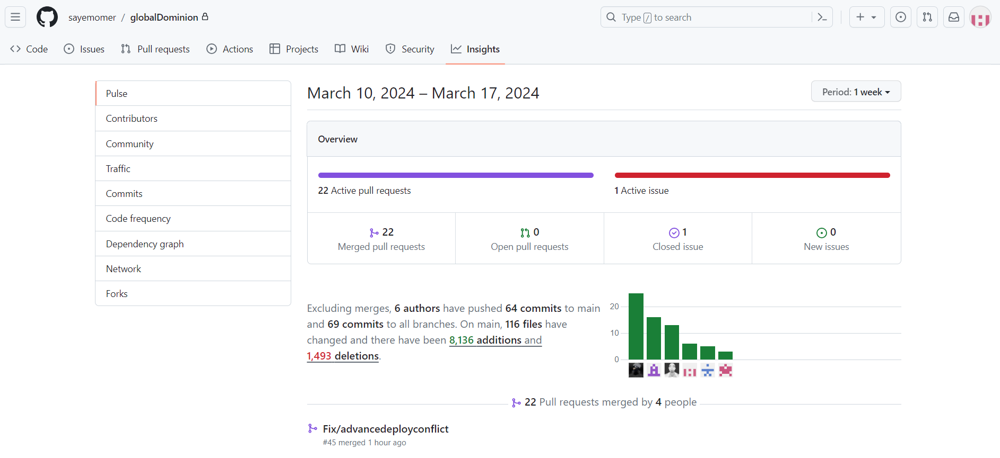 sayemomer / globalDominion
Type / to search
Code
Issues
Pull requests
Actions
Projects
Wiki
Security
Insights
Pulse
Contributors
Community
Traffic
Commits
Code frequency
Dependency graph
Network
Forks
March 10, 2024 – March 17, 2024
Period: 1 week
Overview
22 Active pull requests
1 Active issue
22
Merged pull requests
0
Open pull requests
1
Closed issue
0
New issues
Excluding merges, 6 authors have pushed 64 commits to main
and 69 commits to all branches. On main, 116 files have
changed and there have been 8,136 additions and
1,493 deletions.
20
10
0
22 Pull requests merged by 4 people
Fix/advancedeployconflict
#45 merged 1 hour ago